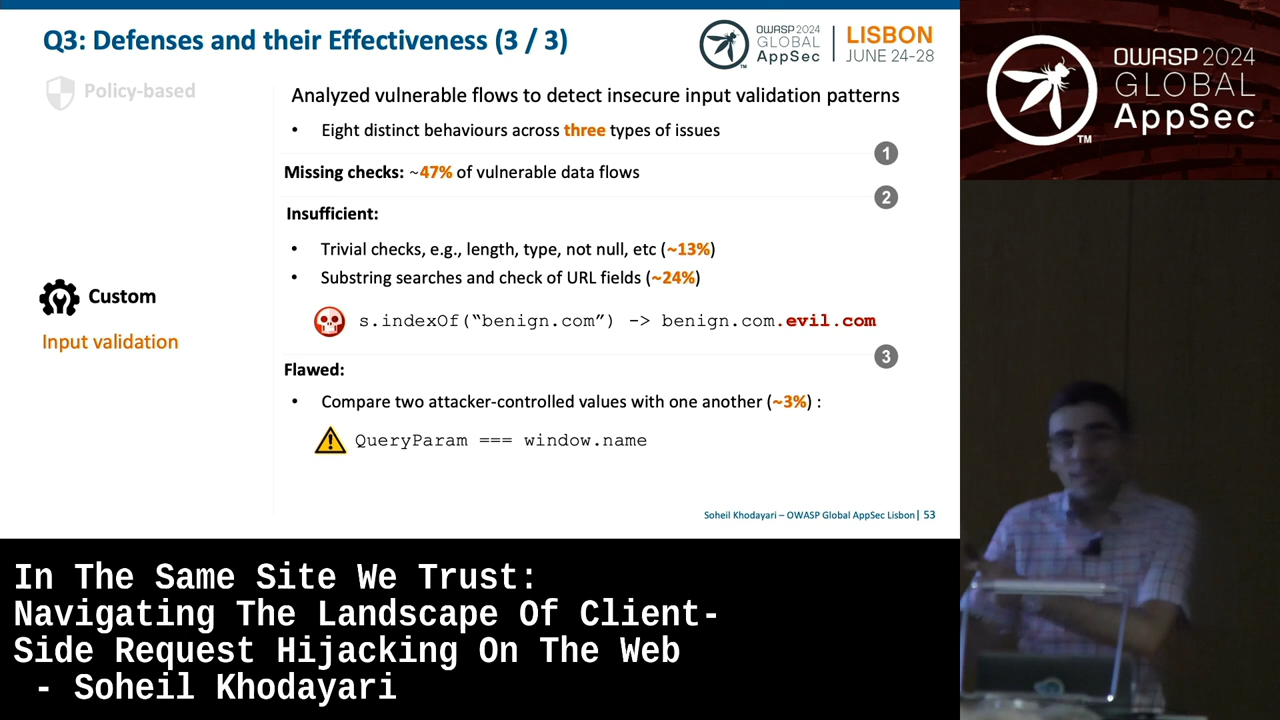 Q3: Defenses and their Effectiveness (3 / 3)
OWASP 2024
GLOBAL
AppSec
TM
LISBON
JUNE 24-28
Policy-based
Analyzed vulnerable flows to detect insecure input validation patterns
• Eight distinct behaviours across three types of issues
1
Missing checks: ~47% of vulnerable data flows
2
Insufficient:
• Trivial checks, e.g., length, type, not null, etc (~13%)
• Substring searches and check of URL fields (~24%)
s.indexOf(“benign.com”) -> benign.com.evil.com
Custom
Input validation
3
Flawed:
• Compare two attacker-controlled values with one another (~3%) :
QueryParam === window.name
Soheil Khodayari – OWASP Global AppSec Lisbon| 53
OWASP 2024
GLOBAL
AppSec
TM
In The Same Site We Trust:
Navigating The Landscape Of Client-
Side Request Hijacking On The Web
- Soheil Khodayari